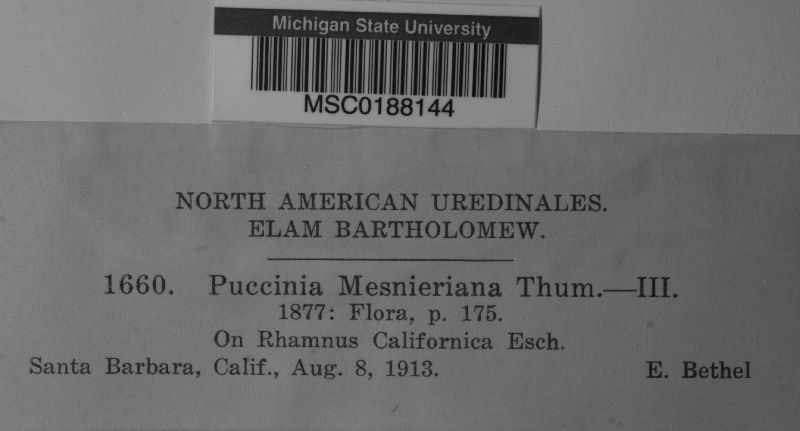 Michigan State University
MSC0188144
NORTH AMERICAN UREDINALES.
ELAM BARTHOLOMEW.
1660. Puccinia Mesnieriana Thum.—III.
1877: Flora, p. 175.
On Rhamnus Californica Esch.
Santa Barbara, Calif., Aug. 8, 1913. E. Bethel